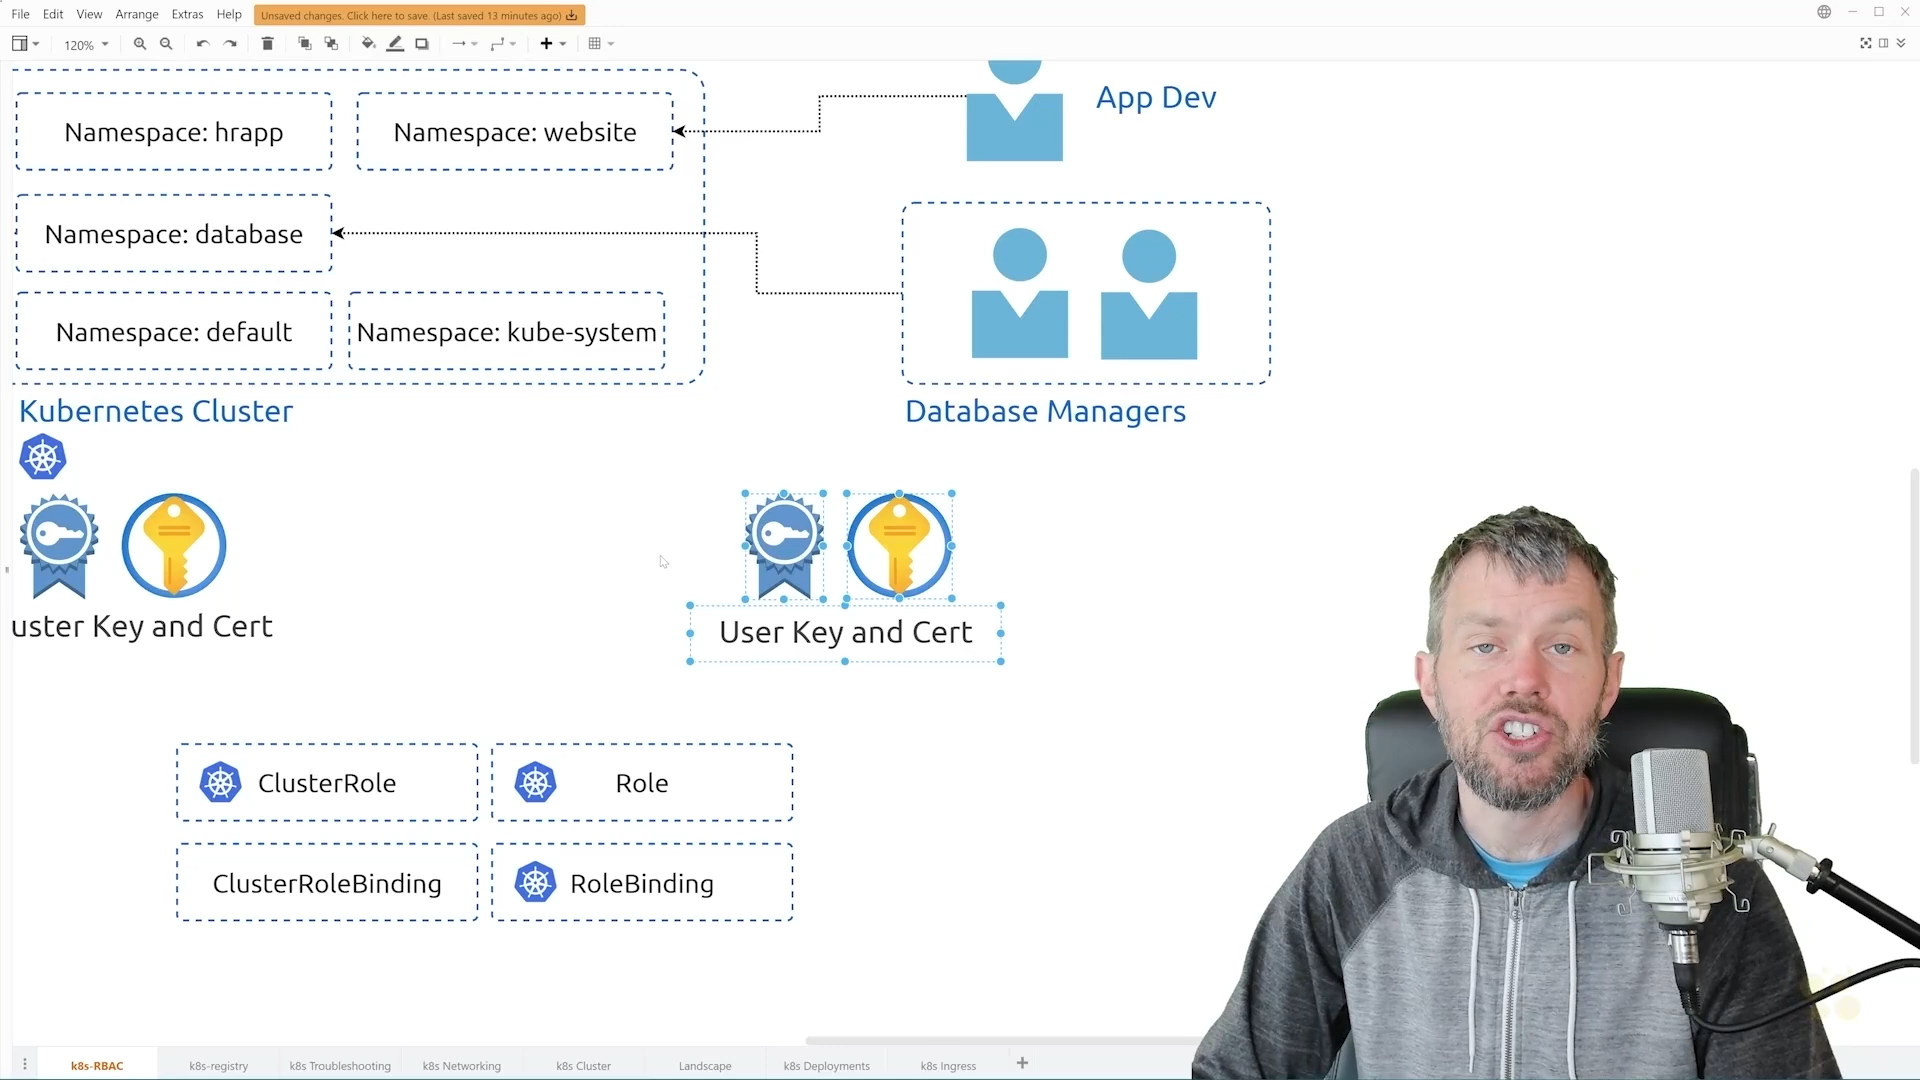 File Edit View Arrange Extras Help Unsaved changes. Click here to save. (Last saved 13 minutes ago)
120%
Namespace: hrapp
Namespace: website
App Dev
Namespace: database
Namespace: default
Namespace: kube-system
Kubernetes Cluster
Database Managers
uster Key and Cert
User Key and Cert
ClusterRole
Role
ClusterRoleBinding
RoleBinding
k8s-RBAC k8s-registry k8s Troubleshooting k8s Networking k8s Cluster Landscape k8s Deployments k8s Ingress